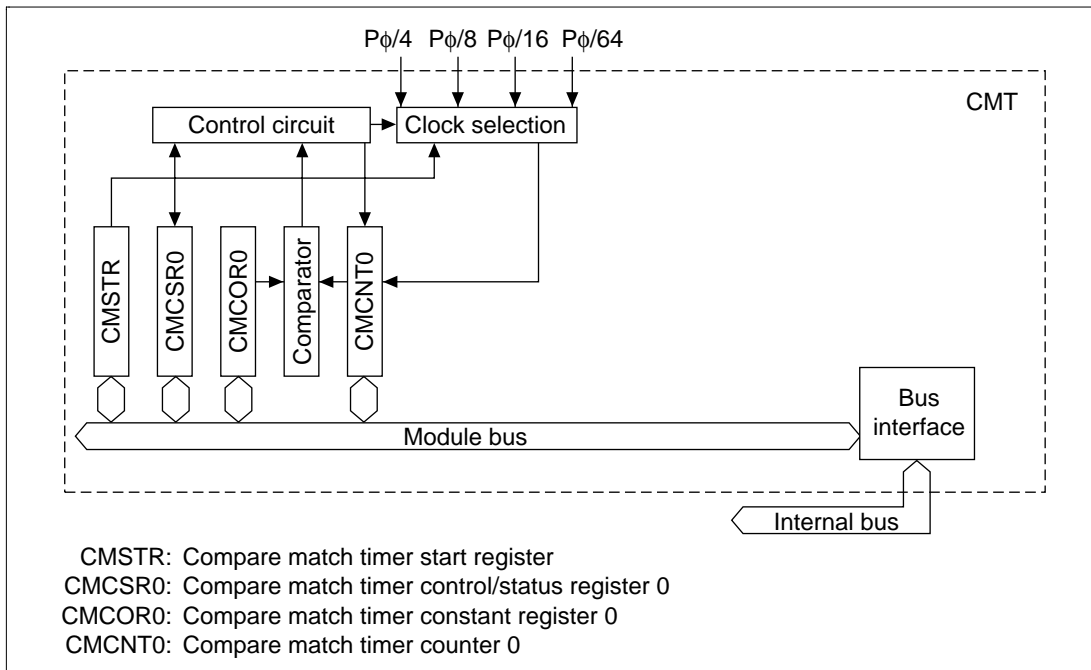 Pϕ/4 Pϕ/8 Pϕ/16 Pϕ/64
CMT
Control circuit
Clock selection
CMSTR
CMCSR0
CMCOR0
Comparator
CMCNT0
Bus
interface
Module bus
Internal bus
CMSTR: Compare match timer start register
CMCSR0: Compare match timer control/status register 0
CMCOR0: Compare match timer constant register 0
CMCNT0: Compare match timer counter 0